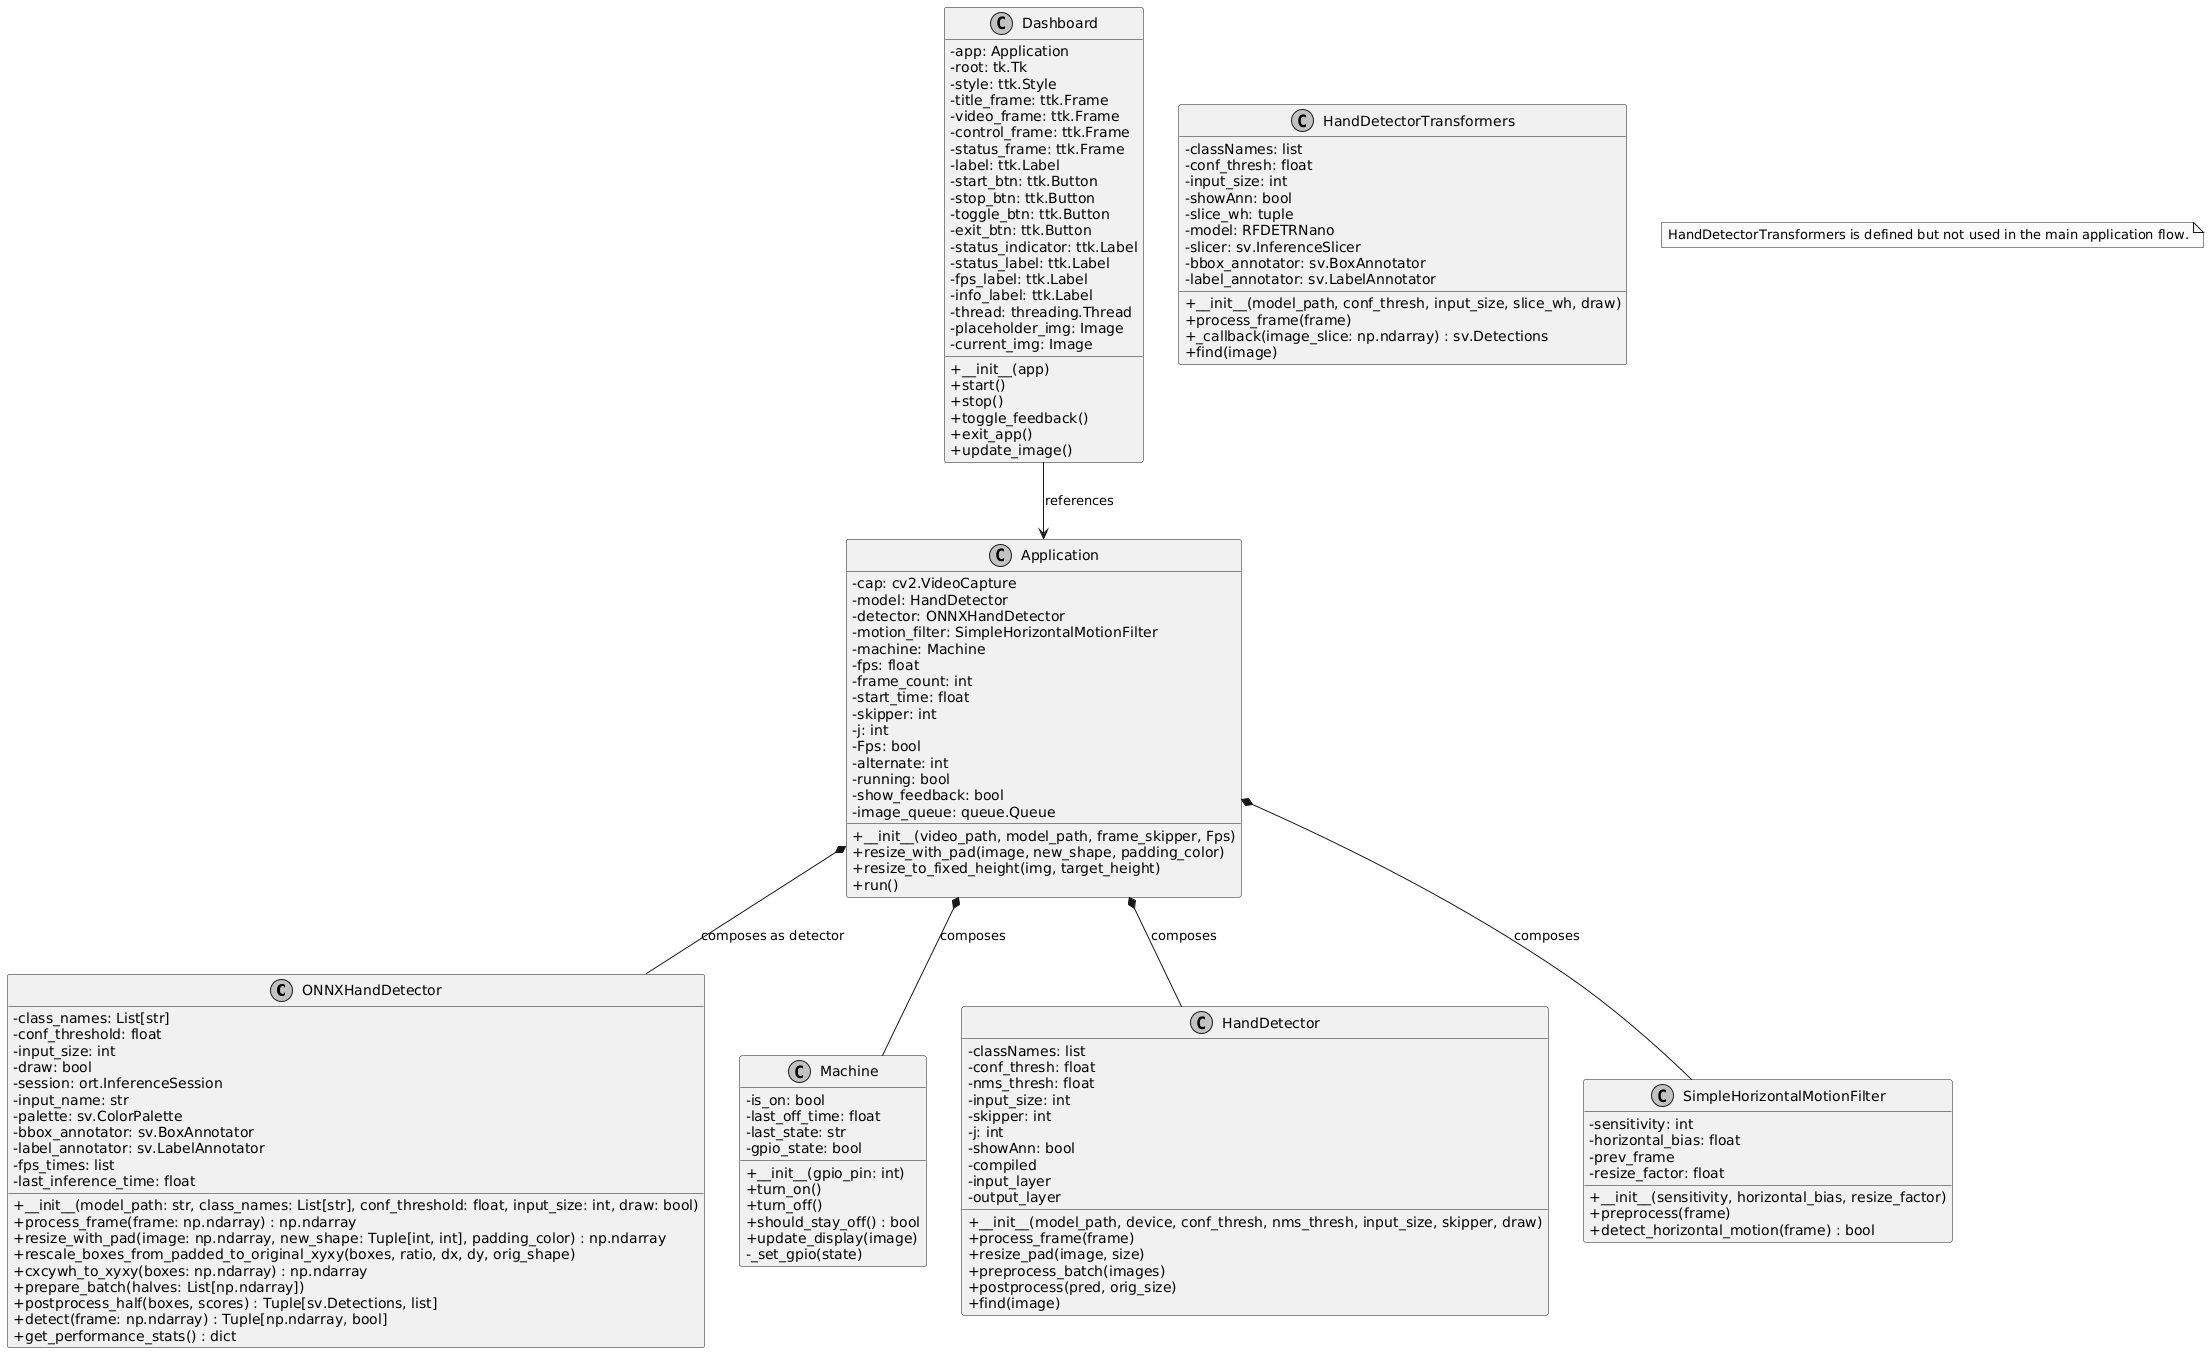 C Dashboard
-app: Application
-root: tk.Tk
-style: ttk.Style
-title_frame: ttk.Frame
-video_frame: ttk.Frame
-control_frame: ttk.Frame
-status_frame: ttk.Frame
-label: ttk.Label
-start_btn: ttk.Button
-stop_btn: ttk.Button
-toggle_btn: ttk.Button
-exit_btn: ttk.Button
-status_indicator: ttk.Label
-status_label: ttk.Label
-fps_label: ttk.Label
-info_label: ttk.Label
-thread: threading.Thread
-placeholder_img: Image
-current_img: Image
+__init__(app)
+start()
+stop()
+toggle_feedback()
+exit_app()
+update_image()
C HandDetectorTransformers
-classNames: list
-conf_thresh: float
-input_size: int
-showAnn: bool
-slice_wh: tuple
-model: RFDETRNano
-slicer: sv.InferenceSlicer
-bbox_annotator: sv.BoxAnnotator
-label_annotator: sv.LabelAnnotator
+__init__(model_path, conf_thresh, input_size, slice_wh, draw)
+process_frame(frame)
+_callback(image_slice: np.ndarray) : sv.Detections
+find(image)
HandDetectorTransformers is defined but not used in the main application flow.
references
C Application
-cap: cv2.VideoCapture
-model: HandDetector
-detector: ONNXHandDetector
-motion_filter: SimpleHorizontalMotionFilter
-machine: Machine
-fps: float
-frame_count: int
-start_time: float
-skipper: int
-j: int
-Fps: bool
-alternate: int
-running: bool
-show_feedback: bool
-image_queue: queue.Queue
+__init__(video_path, model_path, frame_skipper, Fps)
+resize_with_pad(image, new_shape, padding_color)
+resize_to_fixed_height(img, target_height)
+run()
composes as detector
composes
composes
composes
C ONNXHandDetector
-class_names: List[str]
-conf_threshold: float
-input_size: int
-draw: bool
-session: ort.InferenceSession
-input_name: str
-palette: sv.ColorPalette
-bbox_annotator: sv.BoxAnnotator
-label_annotator: sv.LabelAnnotator
-fps_times: list
-last_inference_time: float
+__init__(model_path: str, class_names: List[str], conf_threshold: float, input_size: int, draw: bool)
+process_frame(frame: np.ndarray) : np.ndarray
+resize_with_pad(image: np.ndarray, new_shape: Tuple[int, int], padding_color) : np.ndarray
+rescale_boxes_from_padded_to_original_xyxy(boxes, ratio, dx, dy, orig_shape)
+cxcywh_to_xyxy(boxes: np.ndarray) : np.ndarray
+prepare_batch(halves: List[np.ndarray])
+postprocess_half(boxes, scores) : Tuple[sv.Detections, list]
+detect(frame: np.ndarray) : Tuple[np.ndarray, bool]
+get_performance_stats() : dict
C Machine
-is_on: bool
-last_off_time: float
-last_state: str
-gpio_state: bool
+__init__(gpio_pin: int)
+turn_on()
+turn_off()
+should_stay_off() : bool
+update_display(image)
-_set_gpio(state)
C HandDetector
-classNames: list
-conf_thresh: float
-nms_thresh: float
-input_size: int
-skipper: int
-j: int
-showAnn: bool
-compiled
-input_layer
-output_layer
+__init__(model_path, device, conf_thresh, nms_thresh, input_size, skipper, draw)
+process_frame(frame)
+resize_pad(image, size)
+preprocess_batch(images)
+postprocess(pred, orig_size)
+find(image)
C SimpleHorizontalMotionFilter
-sensitivity: int
-horizontal_bias: float
-prev_frame
-resize_factor: float
+__init__(sensitivity, horizontal_bias, resize_factor)
+preprocess(frame)
+detect_horizontal_motion(frame) : bool